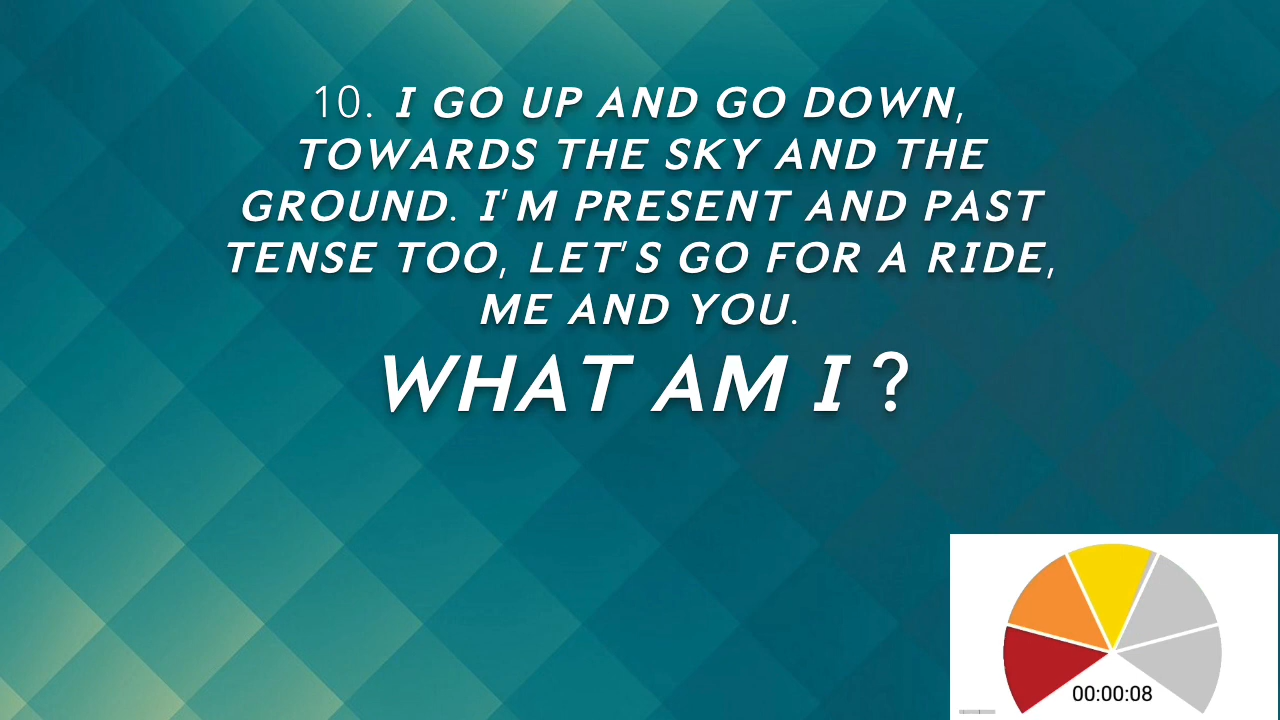 10. I GO UP AND GO DOWN,
TOWARDS THE SKY AND THE
GROUND. I'M PRESENT AND PAST
TENSE TOO, LET'S GO FOR A RIDE,
ME AND YOU.
WHAT AM I ?
00:00:08